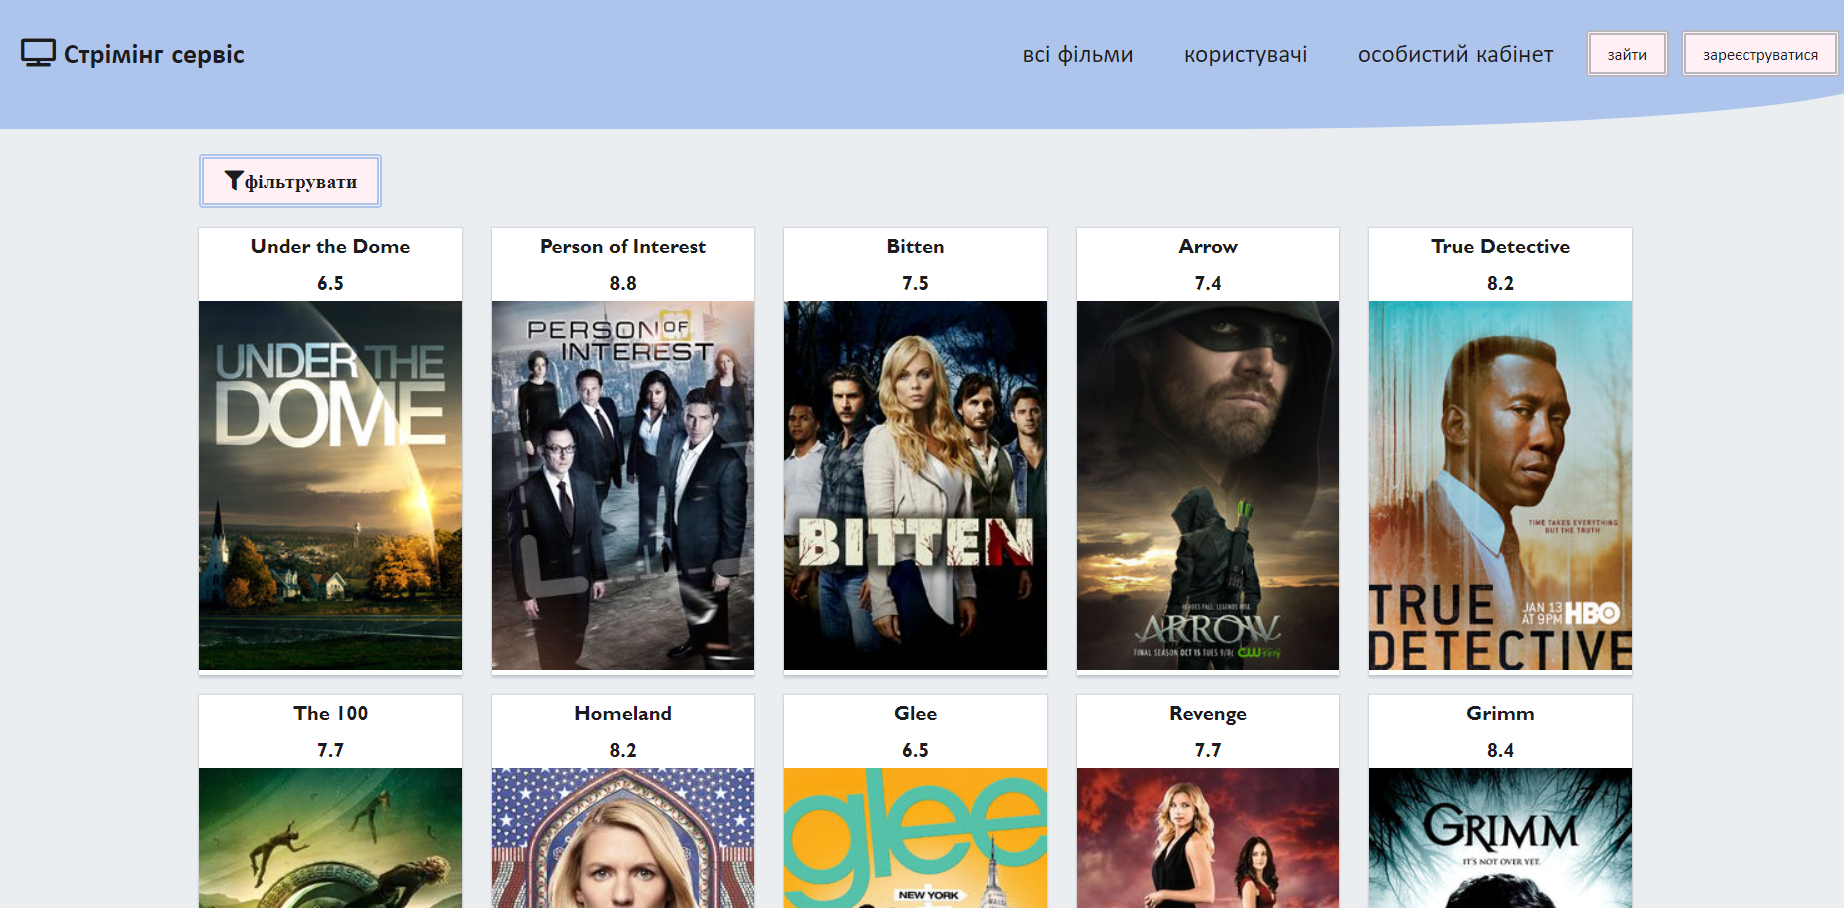 Стрімінг сервіс
всі фільми
користувачі
особистий кабінет
зайти
зареєструватися
фільтрувати
Under the Dome
6.5
Person of Interest
8.8
Bitten
7.5
Arrow
7.4
True Detective
8.2
UNDER THE
DOME
PERSON OF
INTEREST
BITTEN
HEROES FALL. LEGENDS RISE.
ARROW
FINAL SEASON OCT 15 TUES 9/8c CW
TIME TAKES EVERYTHING
BUT THE TRUTH
TRUE
JAN 13
AT 9PM HBO
DETECTIVE
The 100
7.7
Homeland
8.2
Glee
6.5
Revenge
7.7
Grimm
8.4
glee
NEW YORK
GRIMM
IT'S NOT OVER YET.